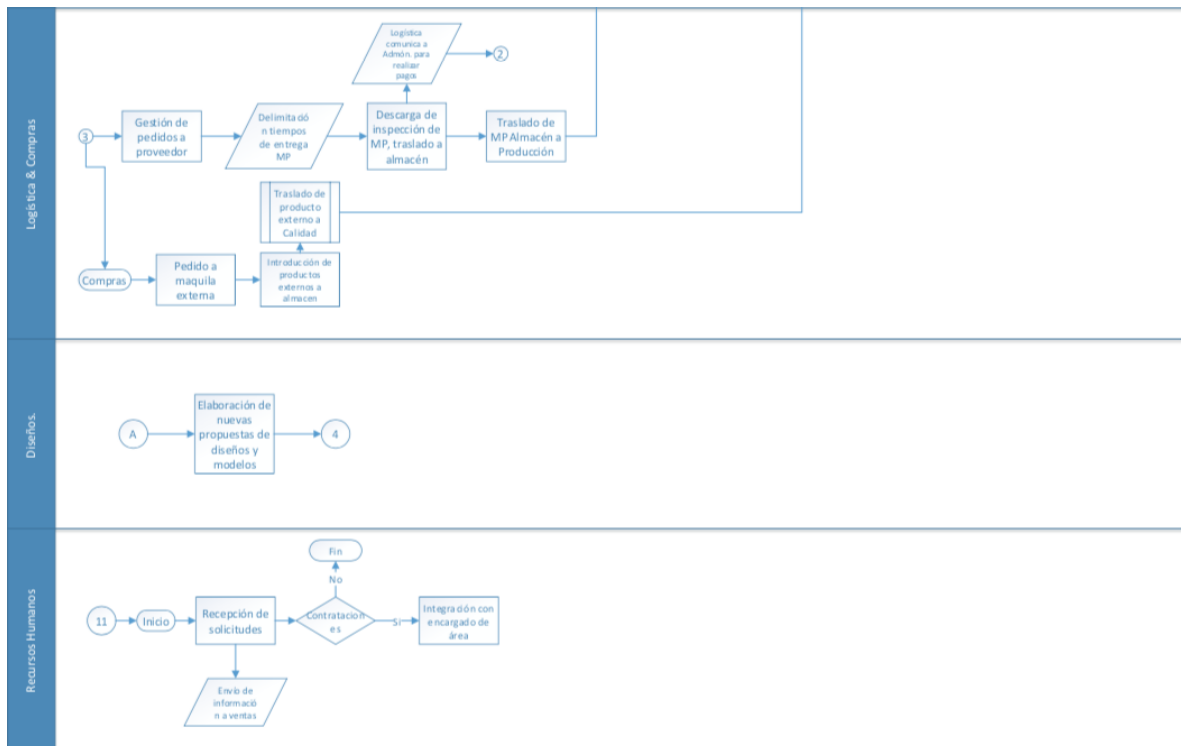 Logística & Compras
Logística
comunica a
Admón. para
realizar
pagos
2
3
Gestión de
pedidos a
proveedor
Delimitació
n tiempos
de entrega
MP
Descarga de
inspección de
MP, traslado a
almacén
Traslado de
MP Almacén a
Producción
Traslado de
producto
externo a
Calidad
Compras
Pedido a
maquila
externa
Introducción de
productos
externos a
almacen
Diseños.
A
Elaboración de
nuevas
propuestas de
diseños y
modelos
4
Recursos Humanos
Fin
No
11
Inicio
Recepción de
solicitudes
Contratacion
es
Si
Integración con
encargado de
área
Envío de
informació
n a ventas